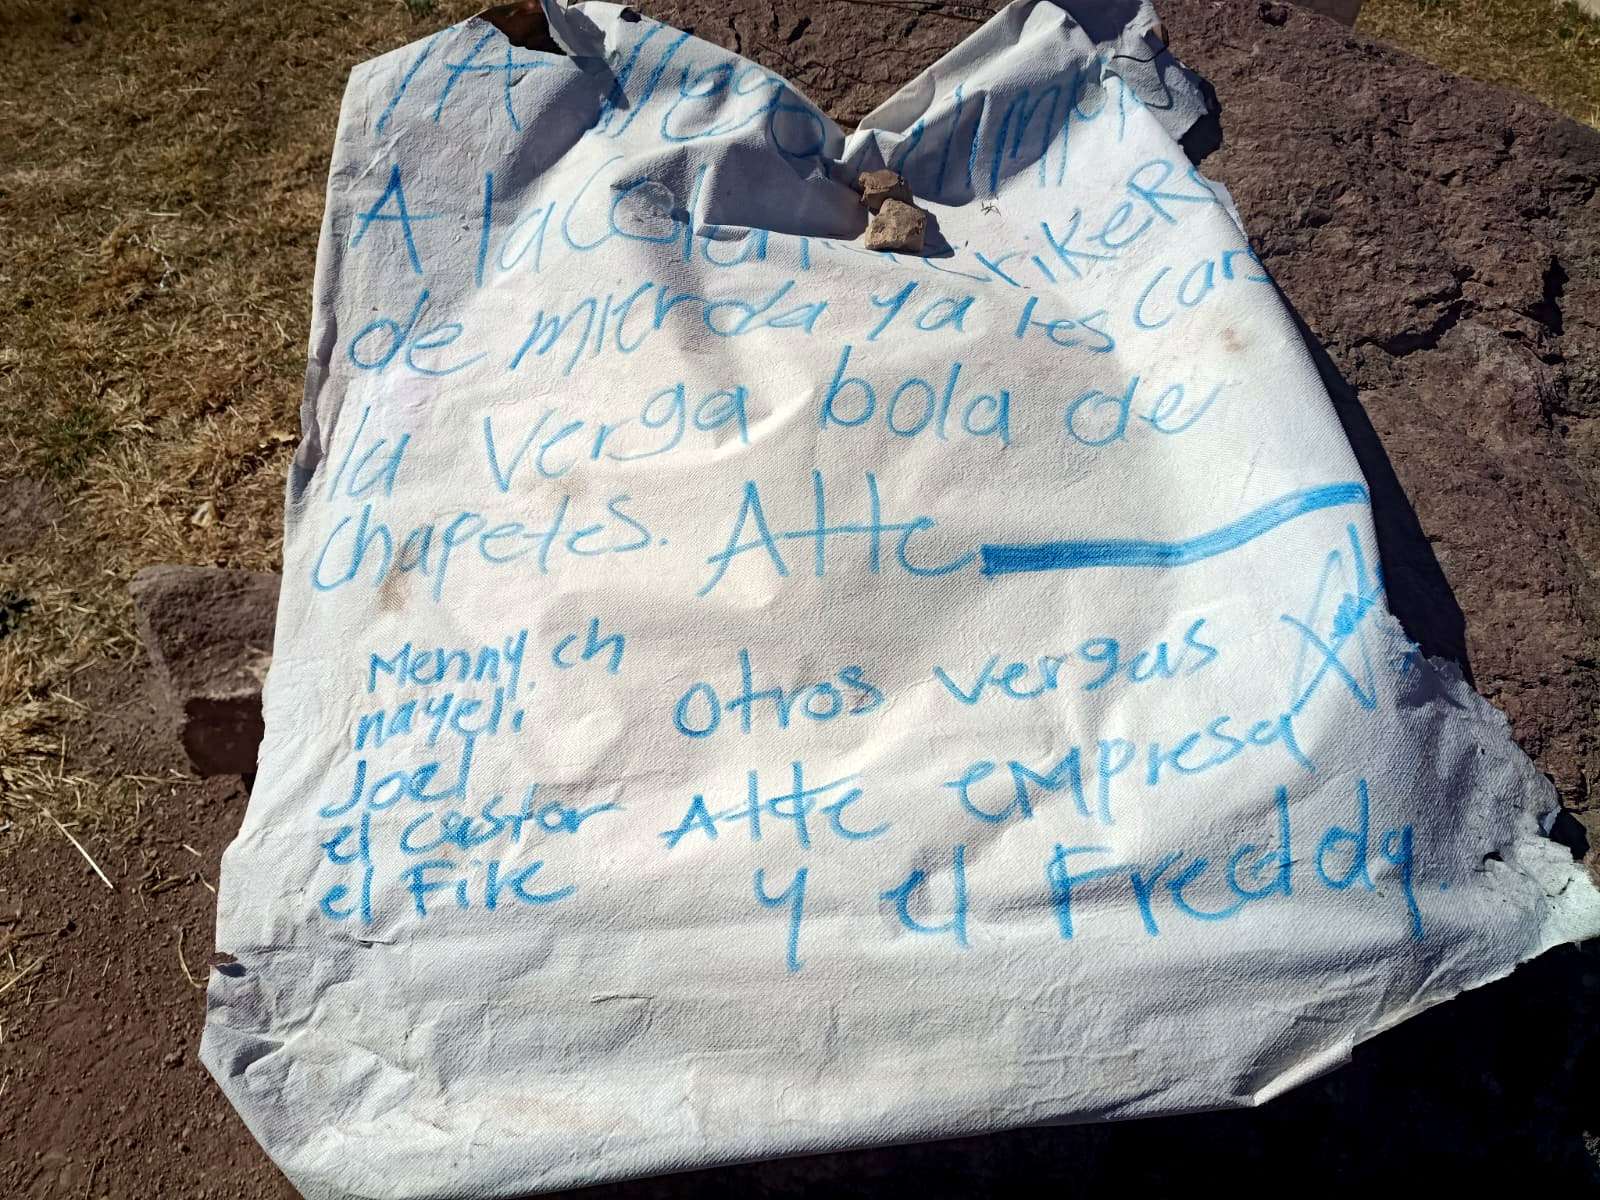 YA llego
A la
de mierda ya les
la verga bola de
chapetes. Atte
Menny. ch
nayeli
Joel
el castor
el File
otros vergas
Atte empresa
y el Freddy.